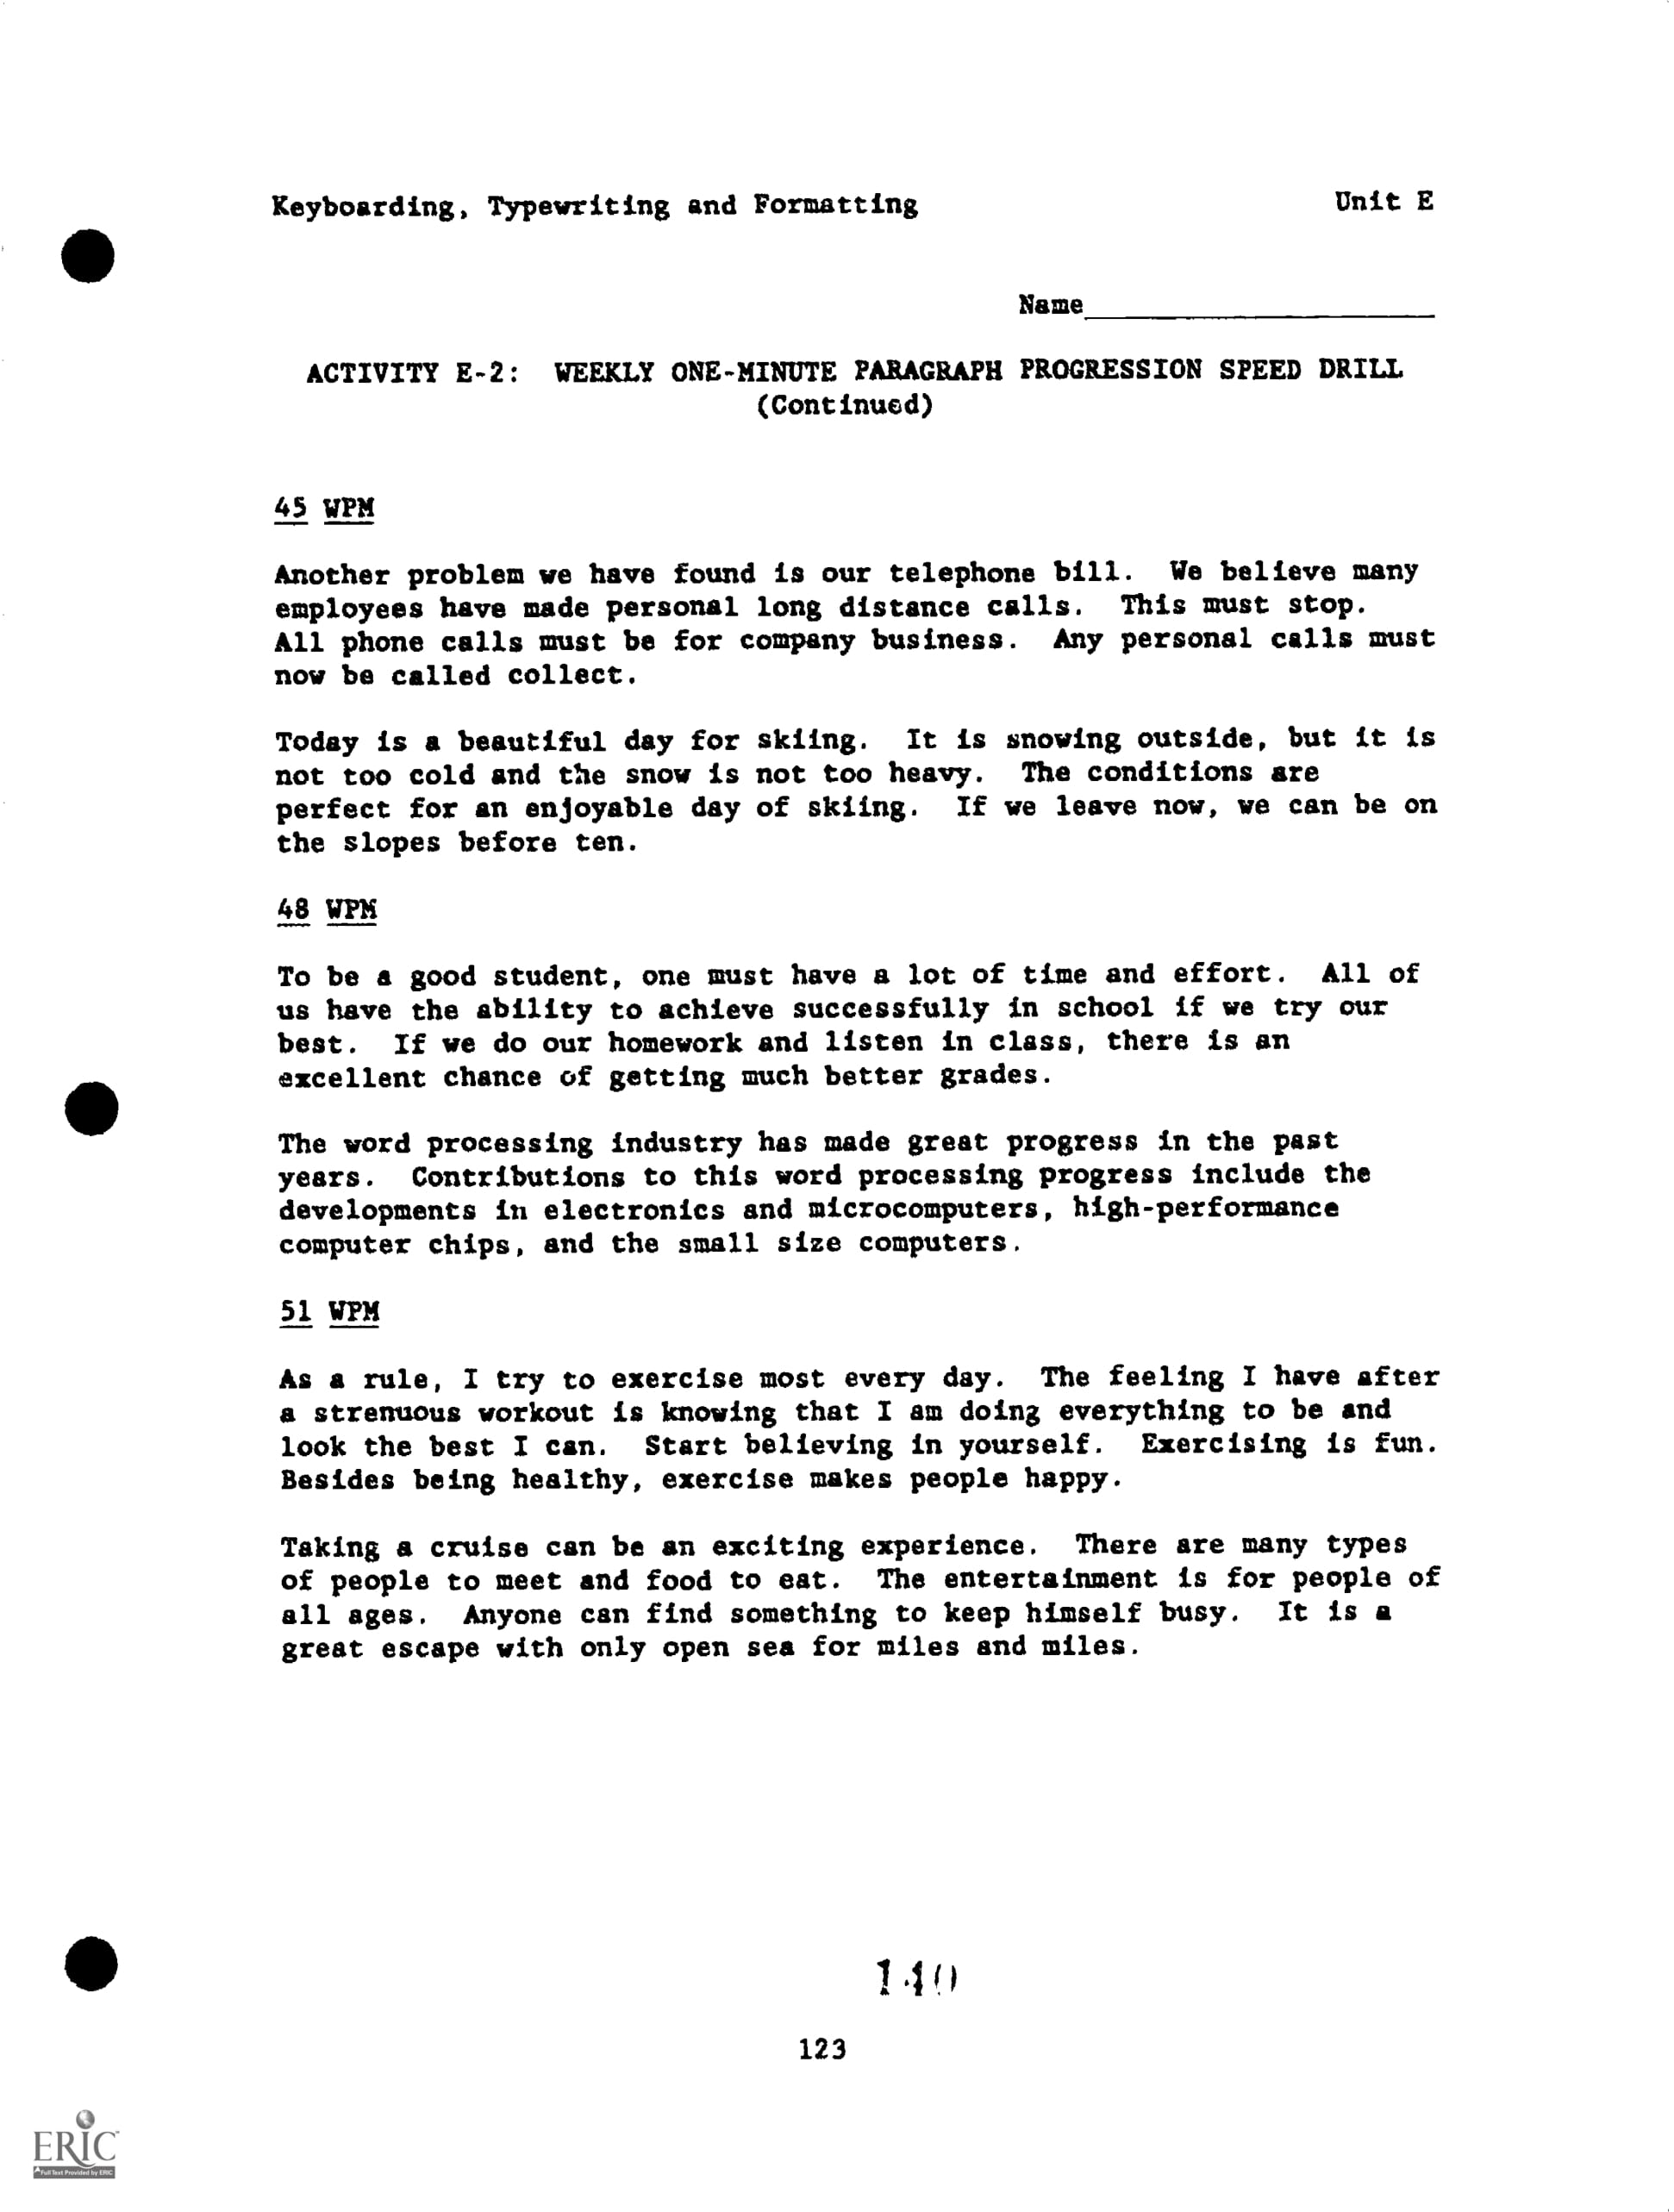 Keyboarding, Typewriting and Formatting Unit E
Name
ACTIVITY E-2: WEEKLY ONE-MINUTE PARAGRAPH PROGRESSION SPEED DRILL
(Continued)
45 WPM
Another problem we have found is our telephone bill. We believe many
employees have made personal long distance calls. This must stop.
All phone calls must be for company business. Any personal calls must
now be called collect.
Today is a beautiful day for skiing. It is snowing outside, but it is
not too cold and the snow is not too heavy. The conditions are
perfect for an enjoyable day of skiing. If we leave now, we can be on
the slopes before ten.
48 WPM
To be a good student, one must have a lot of time and effort. All of
us have the ability to achieve successfully in school if we try our
best. If we do our homework and listen in class, there is an
excellent chance of getting much better grades.
The word processing industry has made great progress in the past
years. Contributions to this word processing progress include the
developments in electronics and microcomputers, high-performance
computer chips, and the small size computers.
51 WPM
As a rule, I try to exercise most every day. The feeling I have after
a strenuous workout is knowing that I am doing everything to be and
look the best I can. Start believing in yourself. Exercising is fun.
Besides being healthy, exercise makes people happy.
Taking a cruise can be an exciting experience. There are many types
of people to meet and food to eat. The entertainment is for people of
all ages. Anyone can find something to keep himself busy. It is a
great escape with only open sea for miles and miles.
140
123
ERIC
Full Text Provided by ERIC